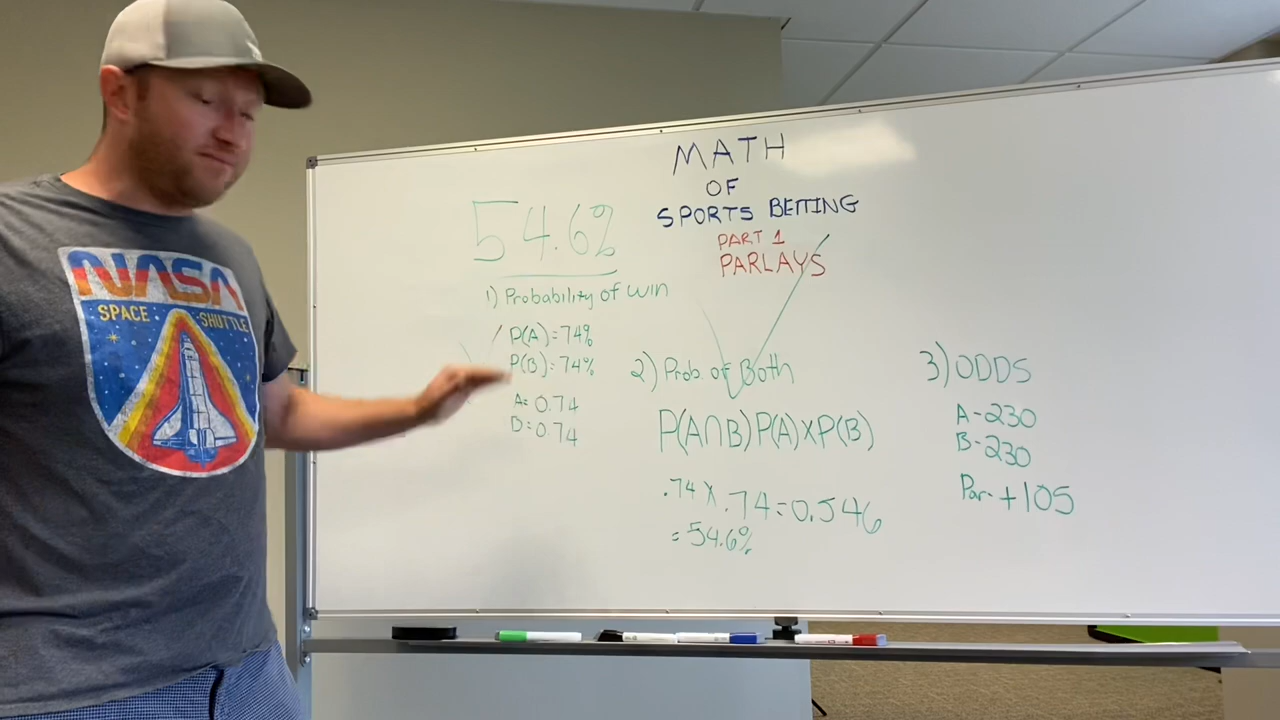 MATH
OF
SPORTS BETTING
PART 1
PARLAYS
54.6%
1) Probability of win
P(A)=74%
P(B)=74%
A=0.74
B=0.74
2) Prob. of Both
P(A∩B)P(A)XP(B)
.74 X .74=0.546
=54.6%
3) ODDS
A-230
B-230
Par-+105
NASA
SPACE SHUTTLE